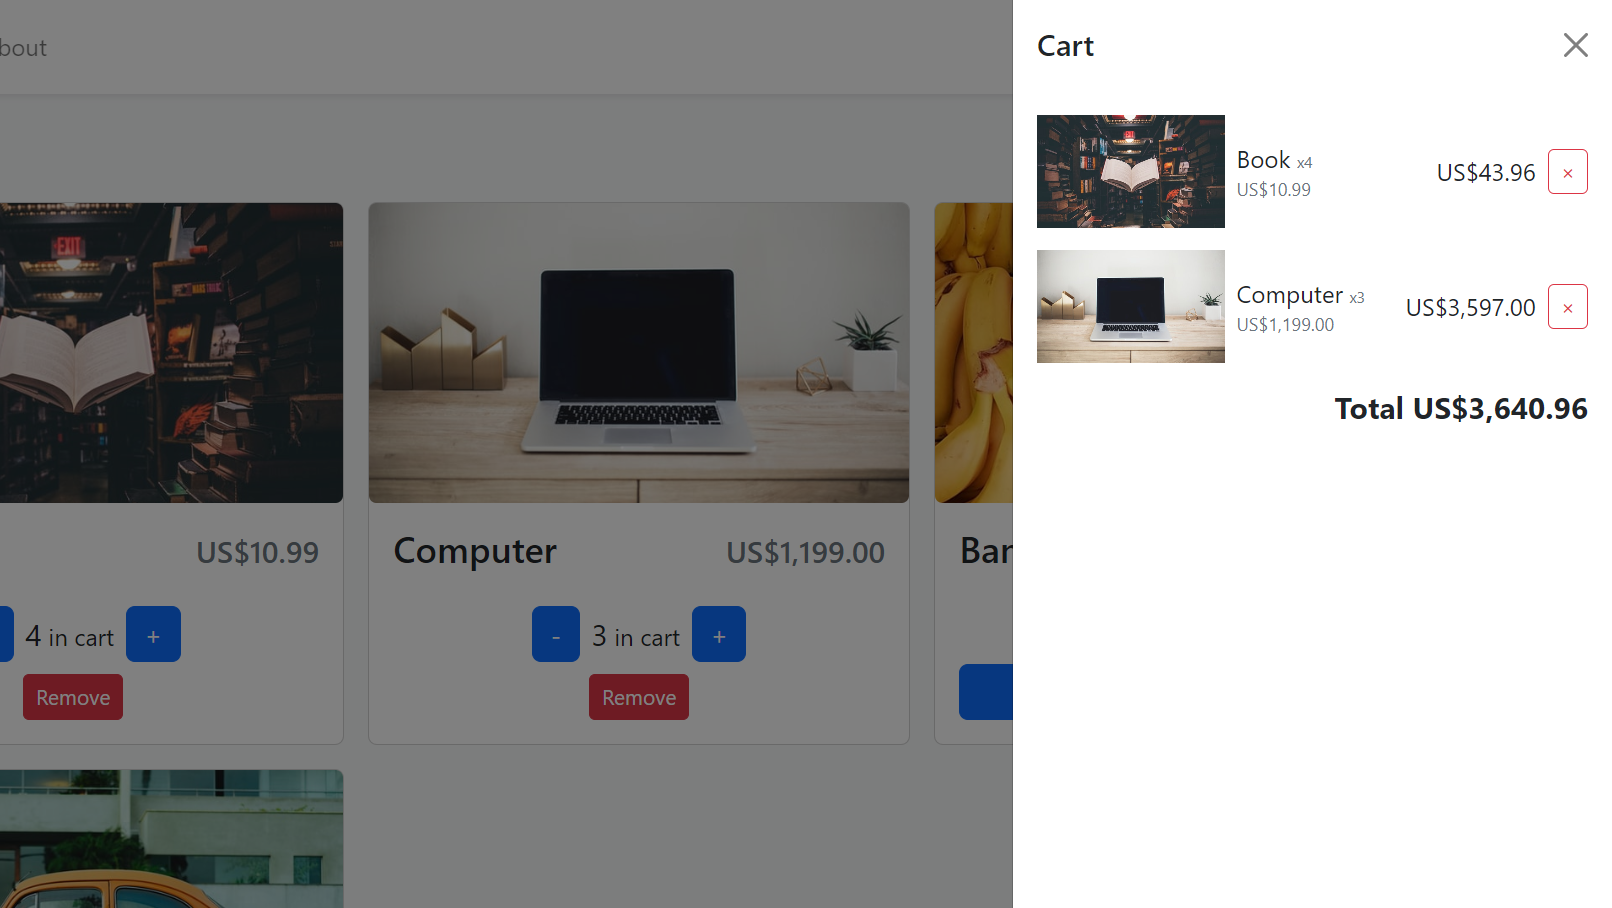 bout
Cart
Book x4
US$10.99
US$43.96
×
Computer x3
US$1,199.00
US$3,597.00
×
Total US$3,640.96
EXIT
US$10.99
4 in cart +
Remove
Computer US$1,199.00
- 3 in cart +
Remove
Ban